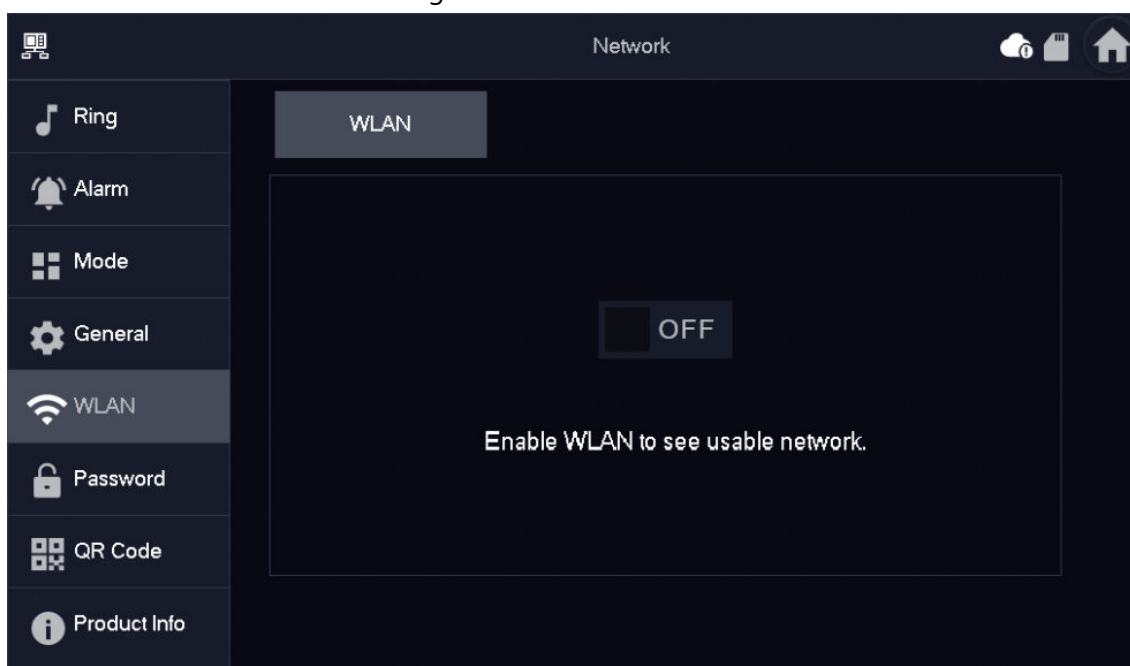 Network
Ring
WLAN
Alarm
Mode
General
OFF
WLAN
Enable WLAN to see usable network.
Password
QR Code
Product Info